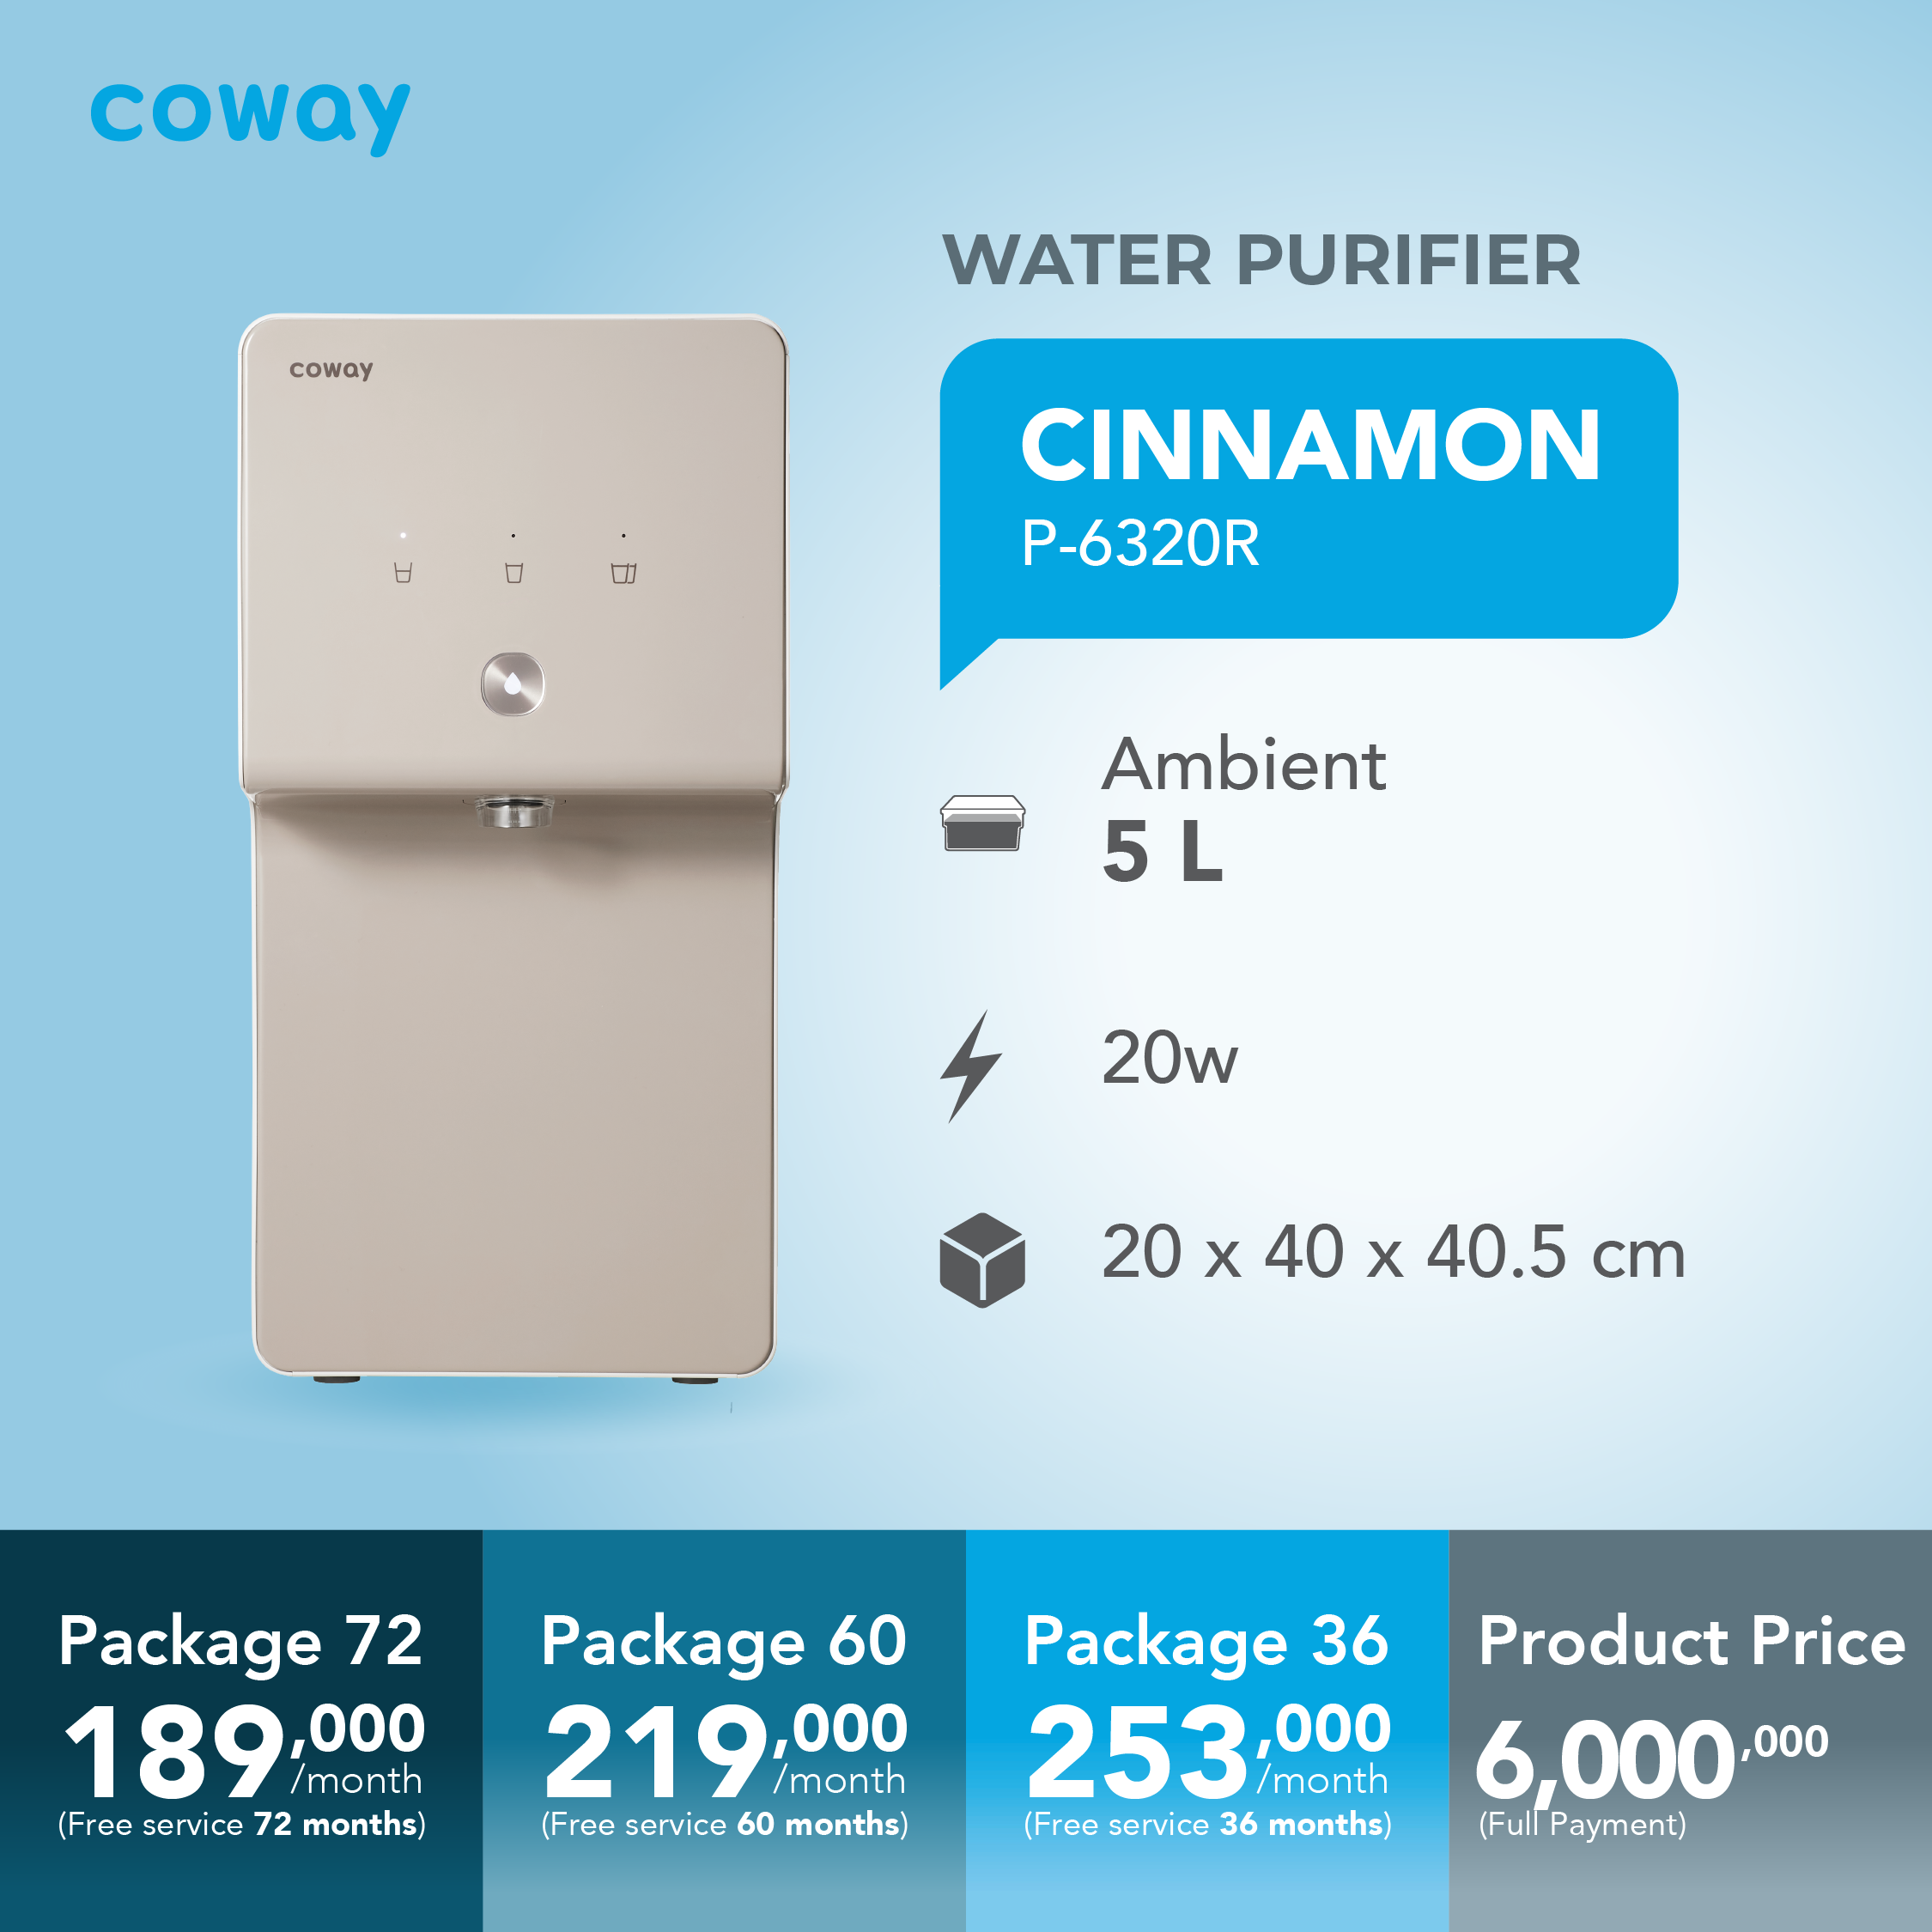 coway
WATER PURIFIER
coway
CINNAMON
P-6320R
Ambient
5 L
20w
20 x 40 x 40.5 cm
Package 72
189,000
/month
(Free service 72 months)
Package 60
219,000
/month
(Free service 60 months)
Package 36
253,000
/month
(Free service 36 months)
Product Price
6,000,000
(Full Payment)